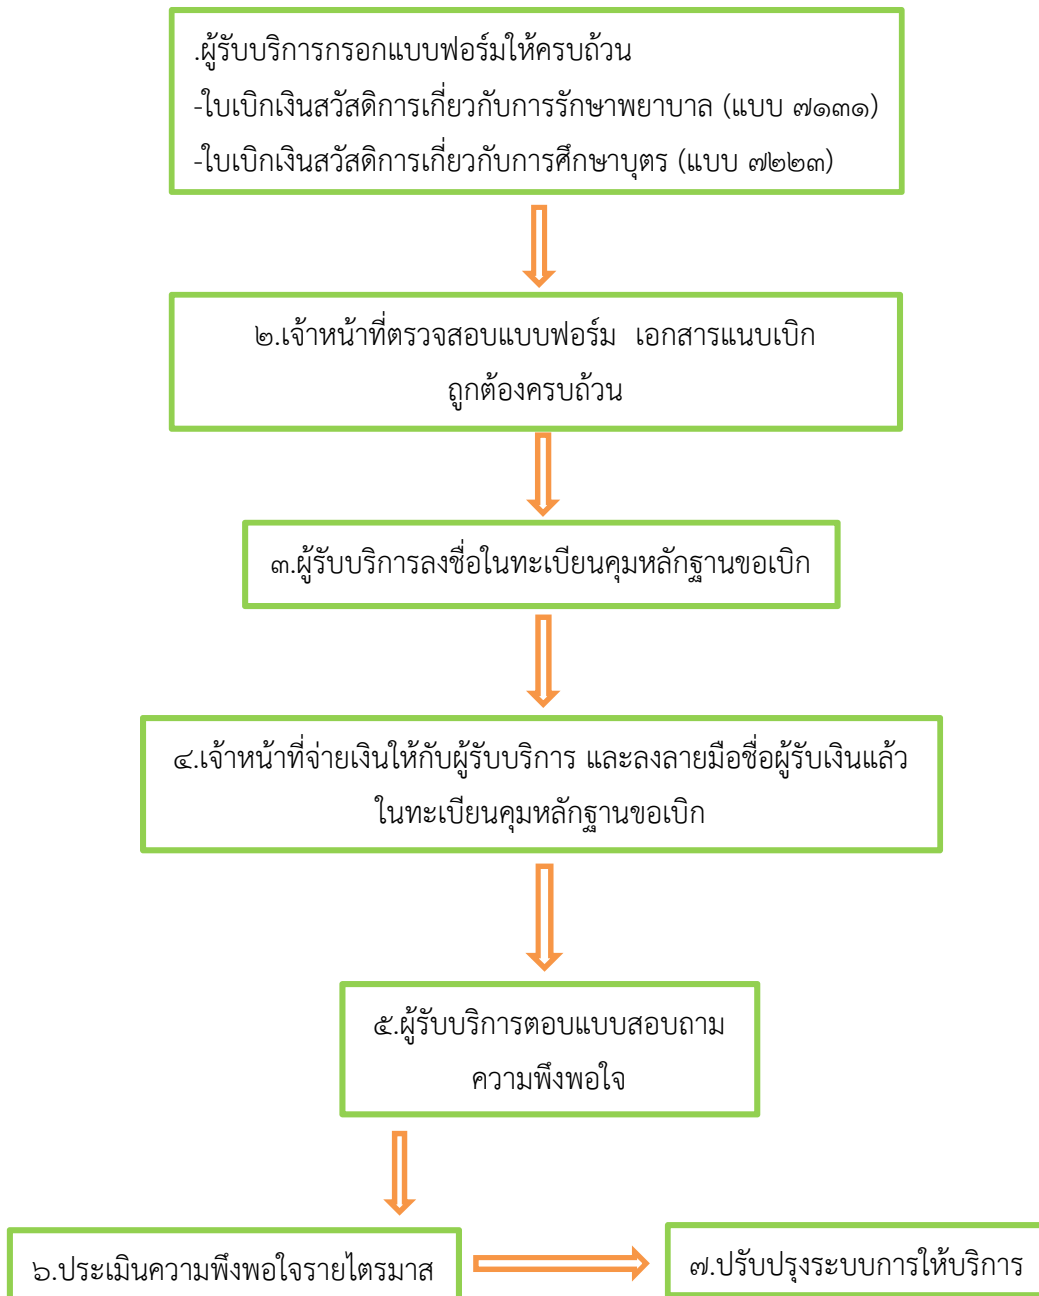 .ผู้รับบริการกรอกแบบฟอร์มให้ครบถ้วน
-ใบเบิกเงินสวัสดิการเกี่ยวกับการรักษาพยาบาล (แบบ ๗๑๓๑)
-ใบเบิกเงินสวัสดิการเกี่ยวกับการศึกษาบุตร (แบบ ๗๒๒๓)
๒.เจ้าหน้าที่ตรวจสอบแบบฟอร์ม เอกสารแนบเบิก
ถูกต้องครบถ้วน
๓.ผู้รับบริการลงชื่อในทะเบียนคุมหลักฐานขอเบิก
๔.เจ้าหน้าที่จ่ายเงินให้กับผู้รับบริการ และลงลายมือชื่อผู้รับเงินแล้ว
ในทะเบียนคุมหลักฐานขอเบิก
๕.ผู้รับบริการตอบแบบสอบถาม
ความพึงพอใจ
๖.ประเมินความพึงพอใจรายไตรมาส
๗.ปรับปรุงระบบการให้บริการ